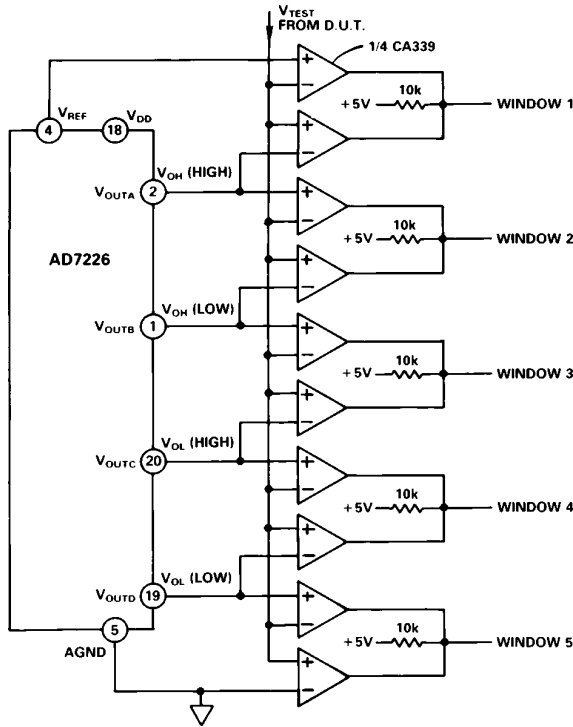 V_TEST
FROM D.U.T.
1/4 CA339
+
−
+5V 10k
WINDOW 1
+
−
V_REF
4
18
V_DD
V_OH (HIGH)
V_OUTA
2
+
−
+5V 10k
WINDOW 2
+
−
AD7226
V_OH (LOW)
V_OUTB
1
+
−
+5V 10k
WINDOW 3
+
−
V_OL (HIGH)
V_OUTC
20
+
−
+5V 10k
WINDOW 4
+
−
V_OL (LOW)
V_OUTD
19
+
−
+5V 10k
WINDOW 5
+
−
5
AGND